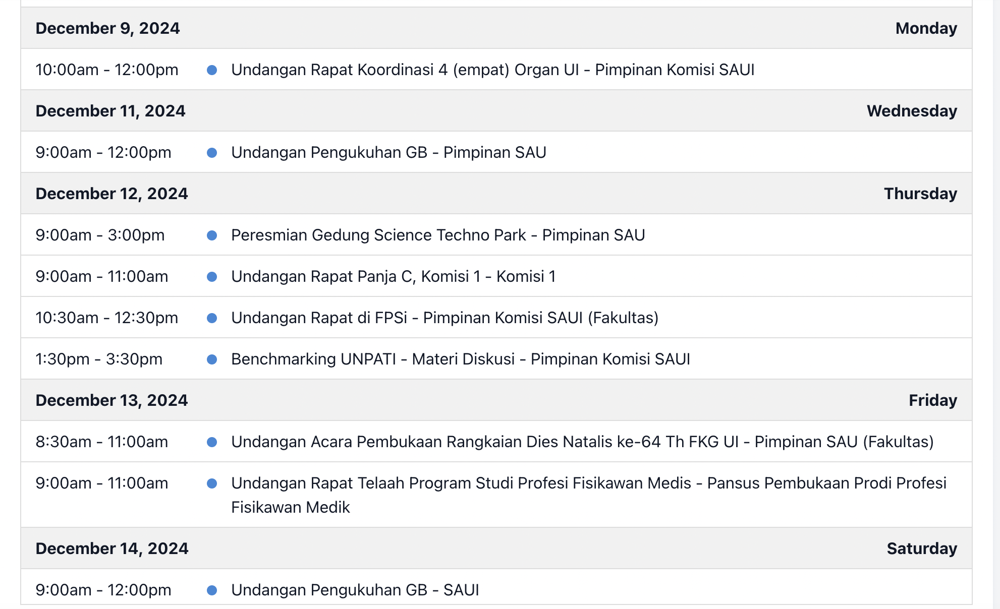 December 9, 2024 Monday
10:00am - 12:00pm Undangan Rapat Koordinasi 4 (empat) Organ UI - Pimpinan Komisi SAUI
December 11, 2024 Wednesday
9:00am - 12:00pm Undangan Pengukuhan GB - Pimpinan SAU
December 12, 2024 Thursday
9:00am - 3:00pm Peresmian Gedung Science Techno Park - Pimpinan SAU
9:00am - 11:00am Undangan Rapat Panja C, Komisi 1 - Komisi 1
10:30am - 12:30pm Undangan Rapat di FPSi - Pimpinan Komisi SAUI (Fakultas)
1:30pm - 3:30pm Benchmarking UNPATI - Materi Diskusi - Pimpinan Komisi SAUI
December 13, 2024 Friday
8:30am - 11:00am Undangan Acara Pembukaan Rangkaian Dies Natalis ke-64 Th FKG UI - Pimpinan SAU (Fakultas)
9:00am - 11:00am Undangan Rapat Telaah Program Studi Profesi Fisikawan Medis - Pansus Pembukaan Prodi Profesi
Fisikawan Medik
December 14, 2024 Saturday
9:00am - 12:00pm Undangan Pengukuhan GB - SAUI